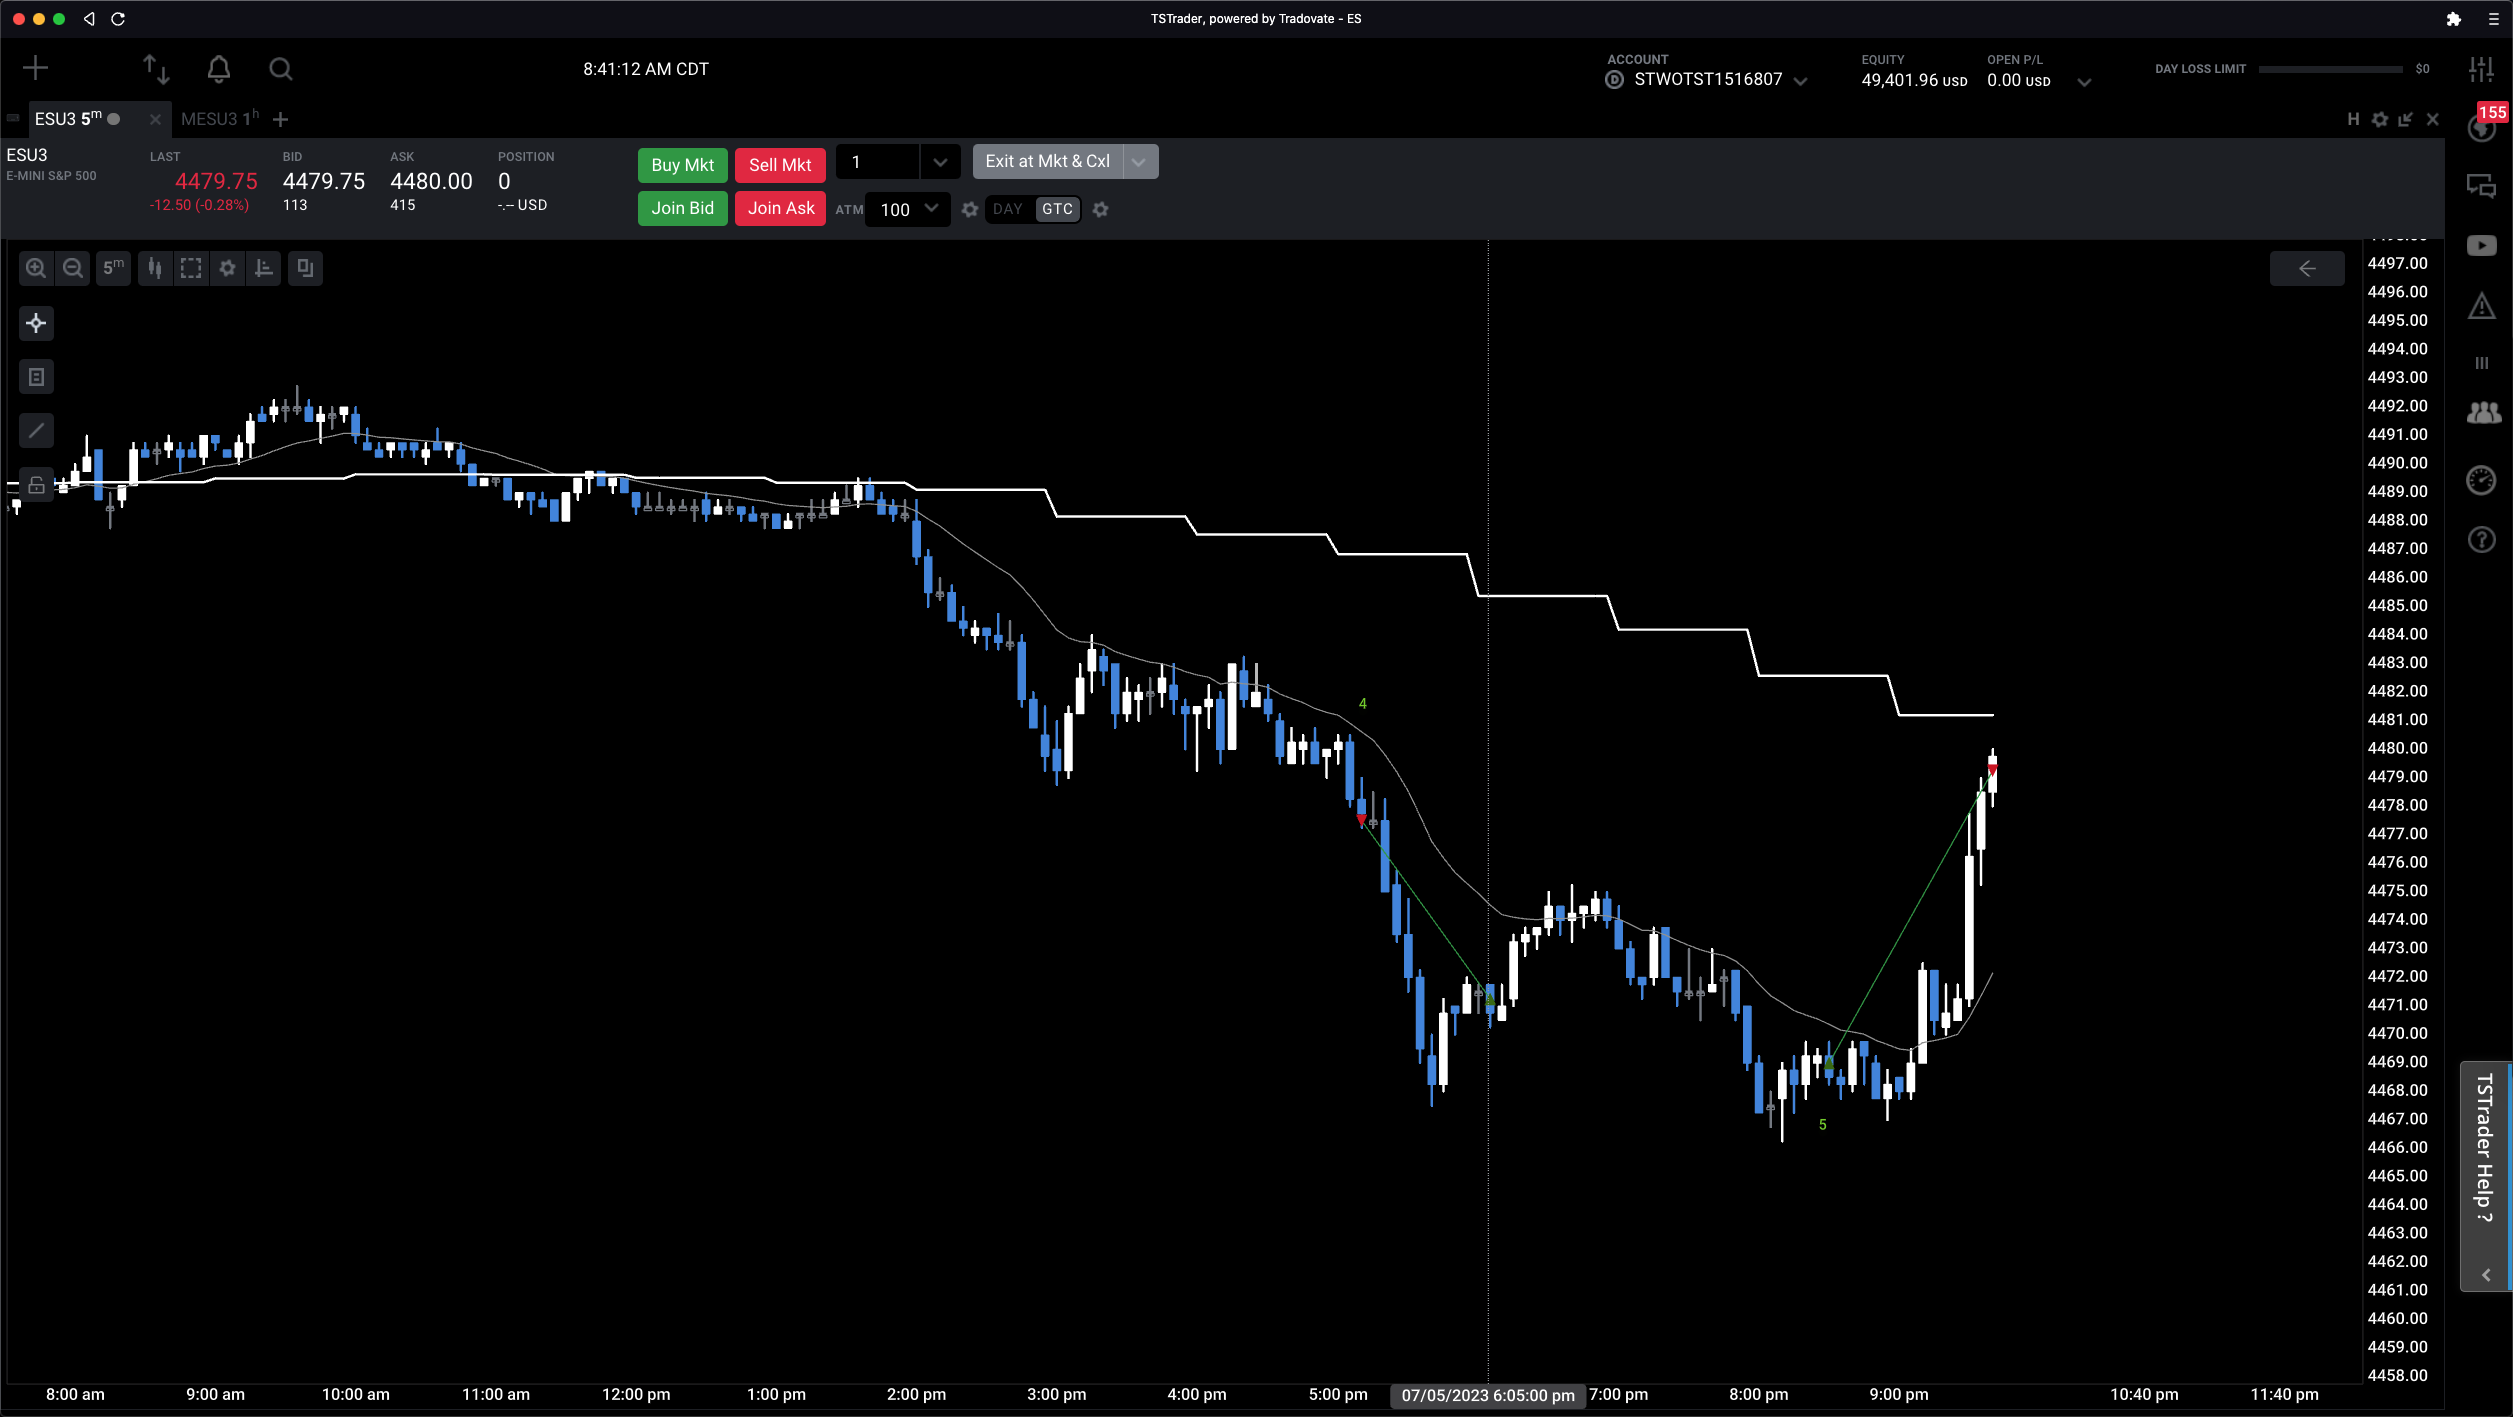 TSTrader, powered by Tradovate - ES
8:41:12 AM CDT
ACCOUNT
D STWOTST1516807
EQUITY
49,401.96 USD
OPEN P/L
0.00 USD
DAY LOSS LIMIT $0
155
ESU3 5m
MESU3 1h
H
ESU3
E-MINI S&P 500
LAST
4479.75
-12.50 (-0.28%)
BID
4479.75
113
ASK
4480.00
415
POSITION
0
-.-- USD
Buy Mkt
Sell Mkt
1
Exit at Mkt & Cxl
Join Bid
Join Ask
ATM 100
DAY GTC
5m
4497.00
4496.00
4495.00
4494.00
4493.00
4492.00
4491.00
4490.00
4489.00
4488.00
4487.00
4486.00
4485.00
4484.00
4483.00
4482.00
4481.00
4480.00
4479.00
4478.00
4477.00
4476.00
4475.00
4474.00
4473.00
4472.00
4471.00
4470.00
4469.00
4468.00
4467.00
4466.00
4465.00
4464.00
4463.00
4462.00
4461.00
4460.00
4459.00
4458.00
4
5
TSTrader Help ?
8:00 am 9:00 am 10:00 am 11:00 am 12:00 pm 1:00 pm 2:00 pm 3:00 pm 4:00 pm 5:00 pm 07/05/2023 6:05:00 pm 7:00 pm 8:00 pm 9:00 pm 10:40 pm 11:40 pm